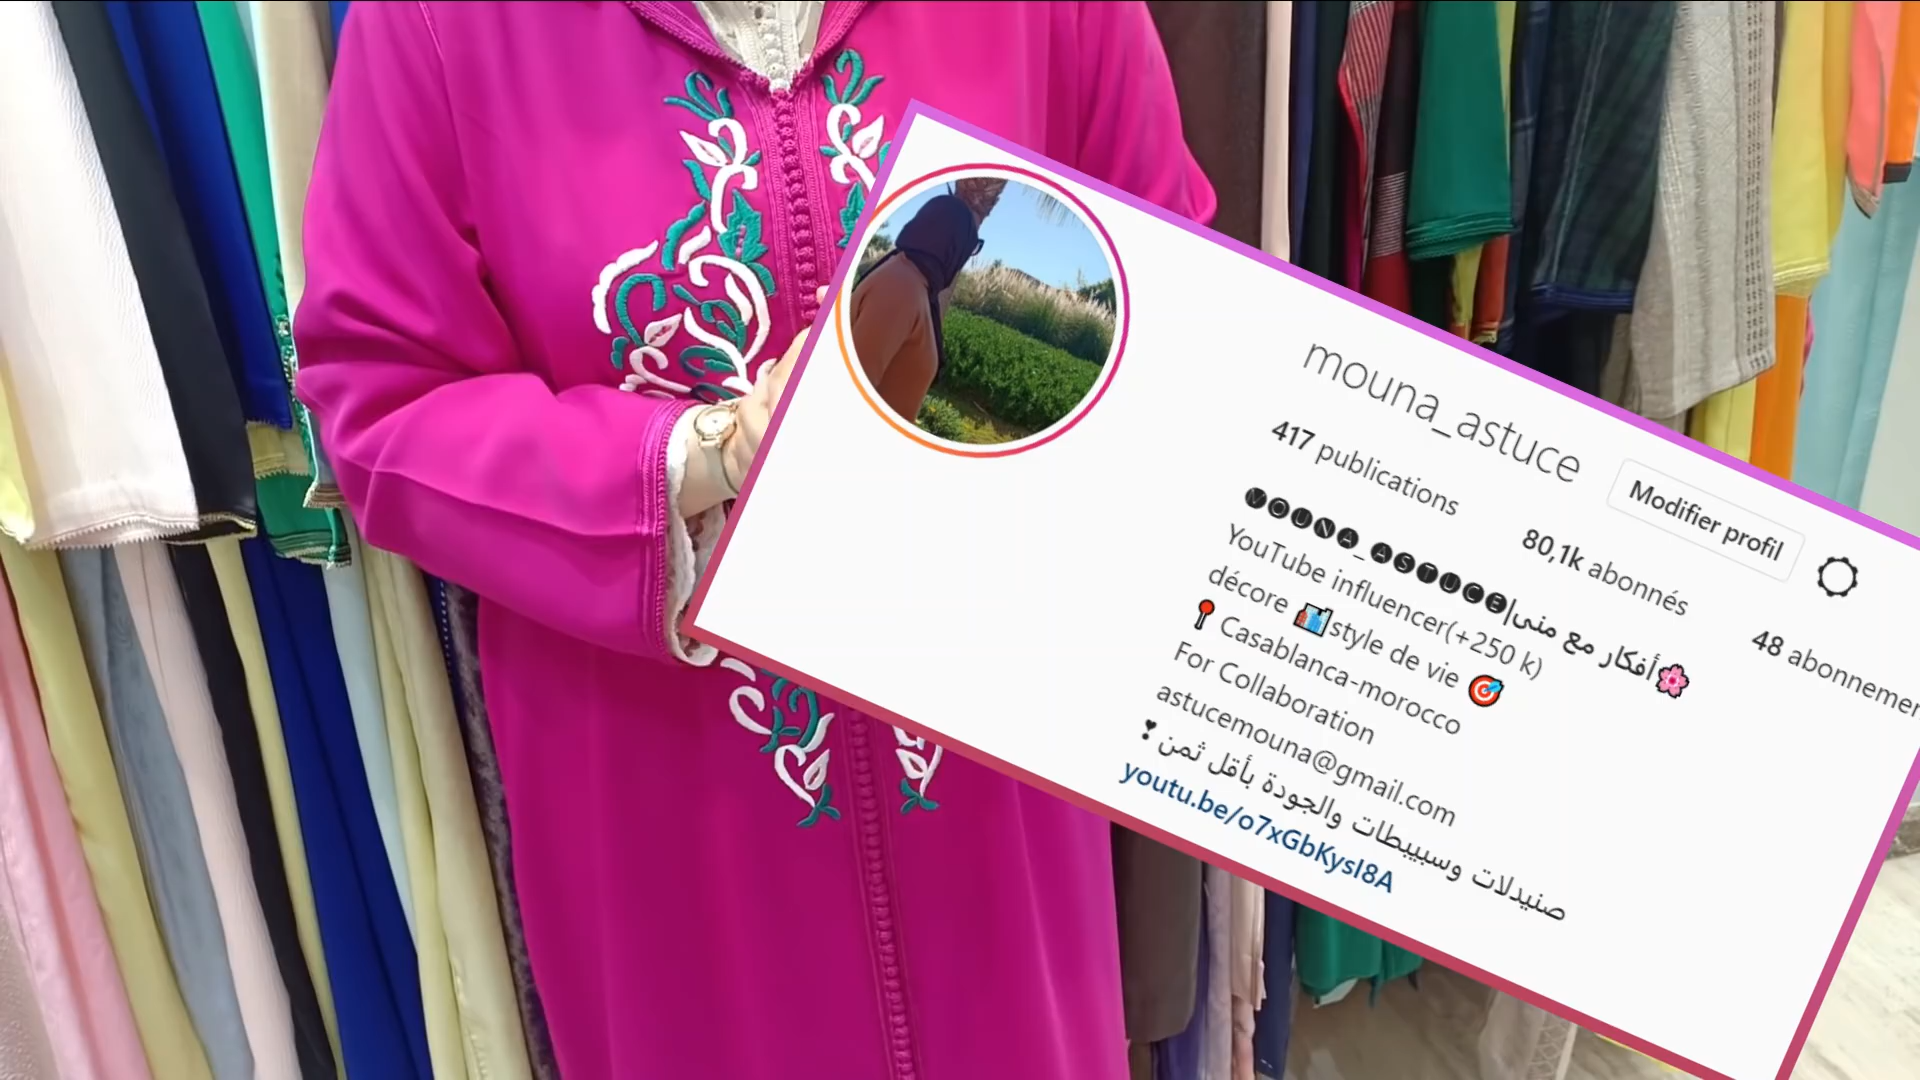 mouna_astuce
Modifier profil
417 publications
80,1k abonnés
48 abonnemen
🅜🅞🅤🅝🅐_🅐🅢🅣🅤🅒🅔|أفكار مع منى🌸
YouTube influencer(+250 k)
décore 🛍️style de vie 🎯
📍Casablanca-morocco
For Collaboration
astucemouna@gmail.com
صنيدلات وسبيبطات والجودة بأقل ثمن❣
youtu.be/o7xGbKysI8A